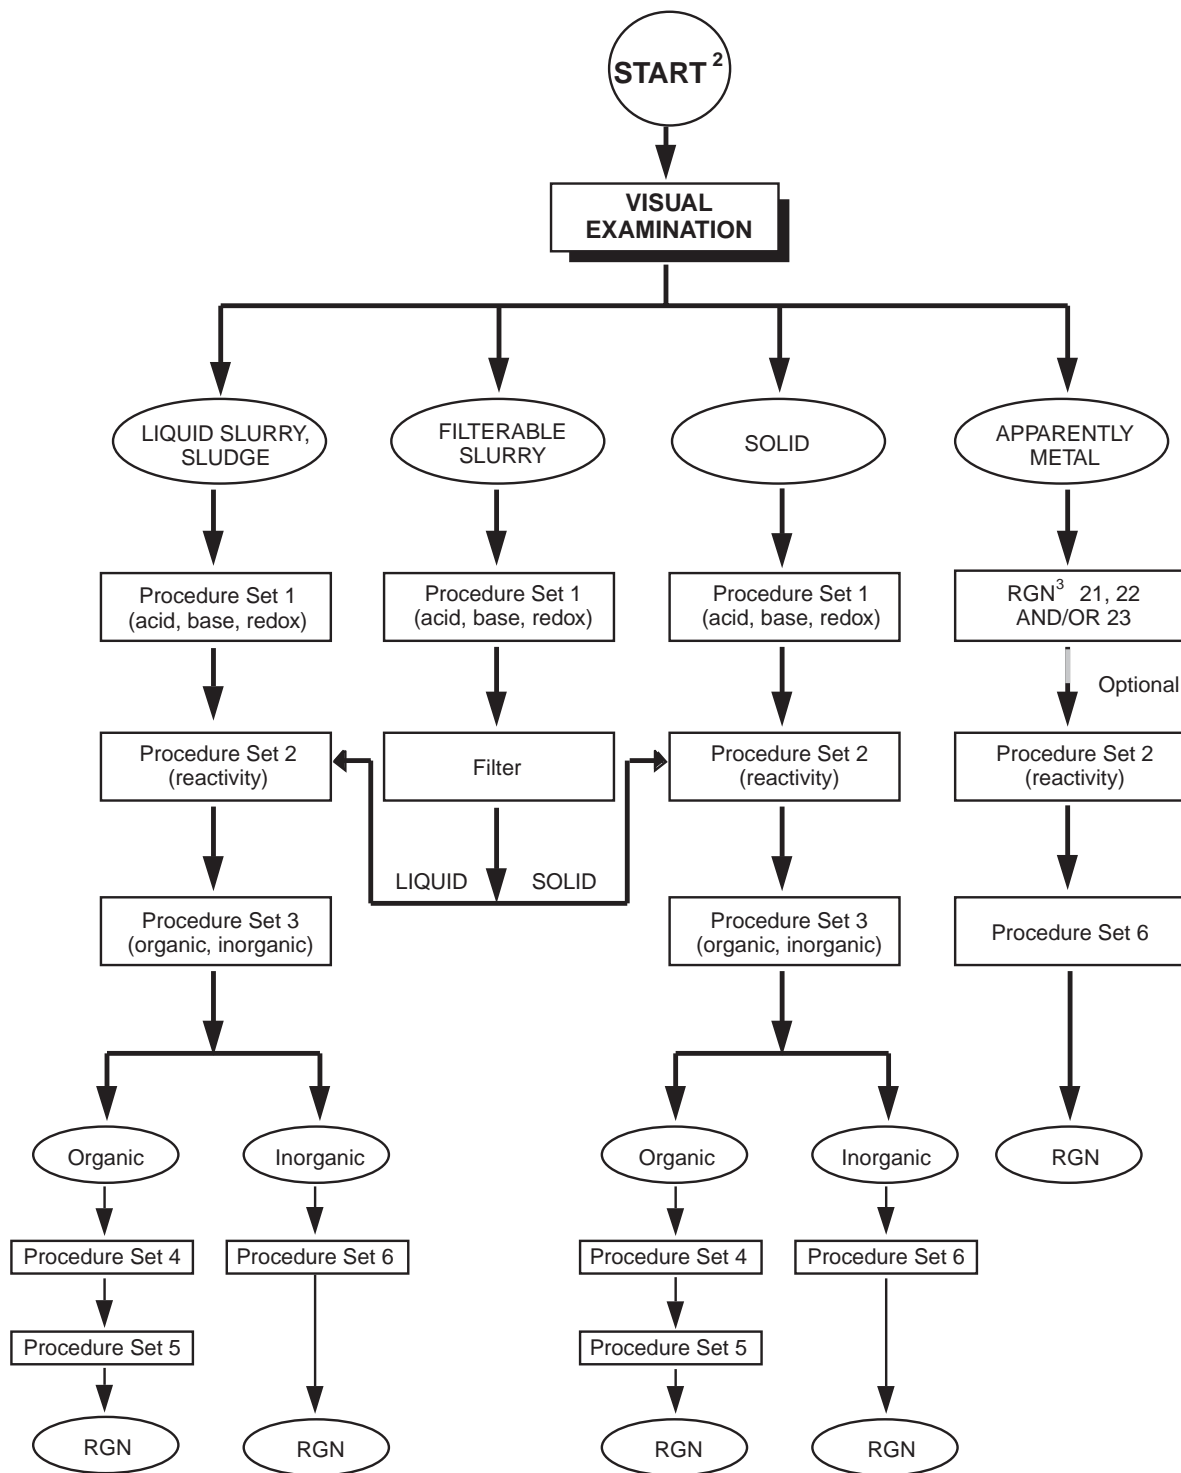 START 2
VISUAL
EXAMINATION
LIQUID SLURRY,
SLUDGE
FILTERABLE
SLURRY
SOLID
APPARENTLY
METAL
Procedure Set 1
(acid, base, redox)
Procedure Set 1
(acid, base, redox)
Procedure Set 1
(acid, base, redox)
RGN3 21, 22
AND/OR 23
Optional
Procedure Set 2
(reactivity)
Filter
Procedure Set 2
(reactivity)
Procedure Set 2
(reactivity)
LIQUID
SOLID
Procedure Set 3
(organic, inorganic)
Procedure Set 3
(organic, inorganic)
Procedure Set 6
Organic
Inorganic
Organic
Inorganic
RGN
Procedure Set 4
Procedure Set 6
Procedure Set 4
Procedure Set 6
Procedure Set 5
Procedure Set 5
RGN
RGN
RGN
RGN